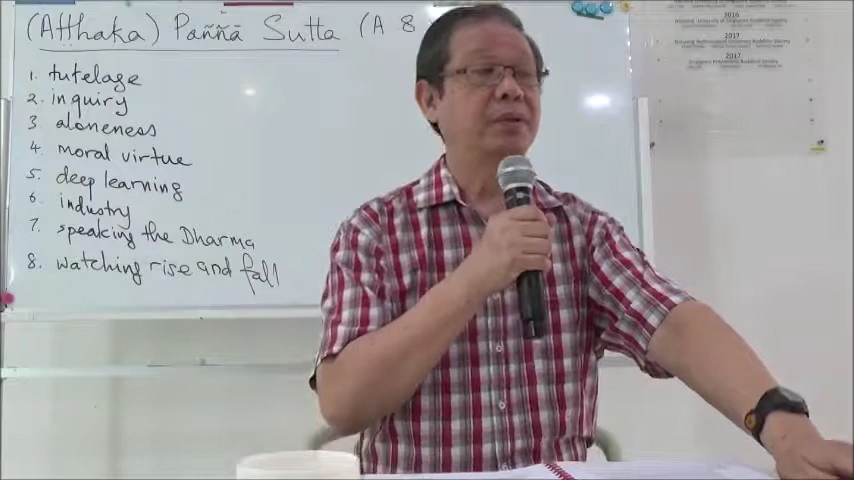 (Aṭṭhaka) Paññā Sutta (A 8
1. tutelage
2. inquiry
3. aloneness
4. moral virtue
5. deep learning
6. industry
7. speaking the Dharma
8. watching rise and fall
2016
2017
2017